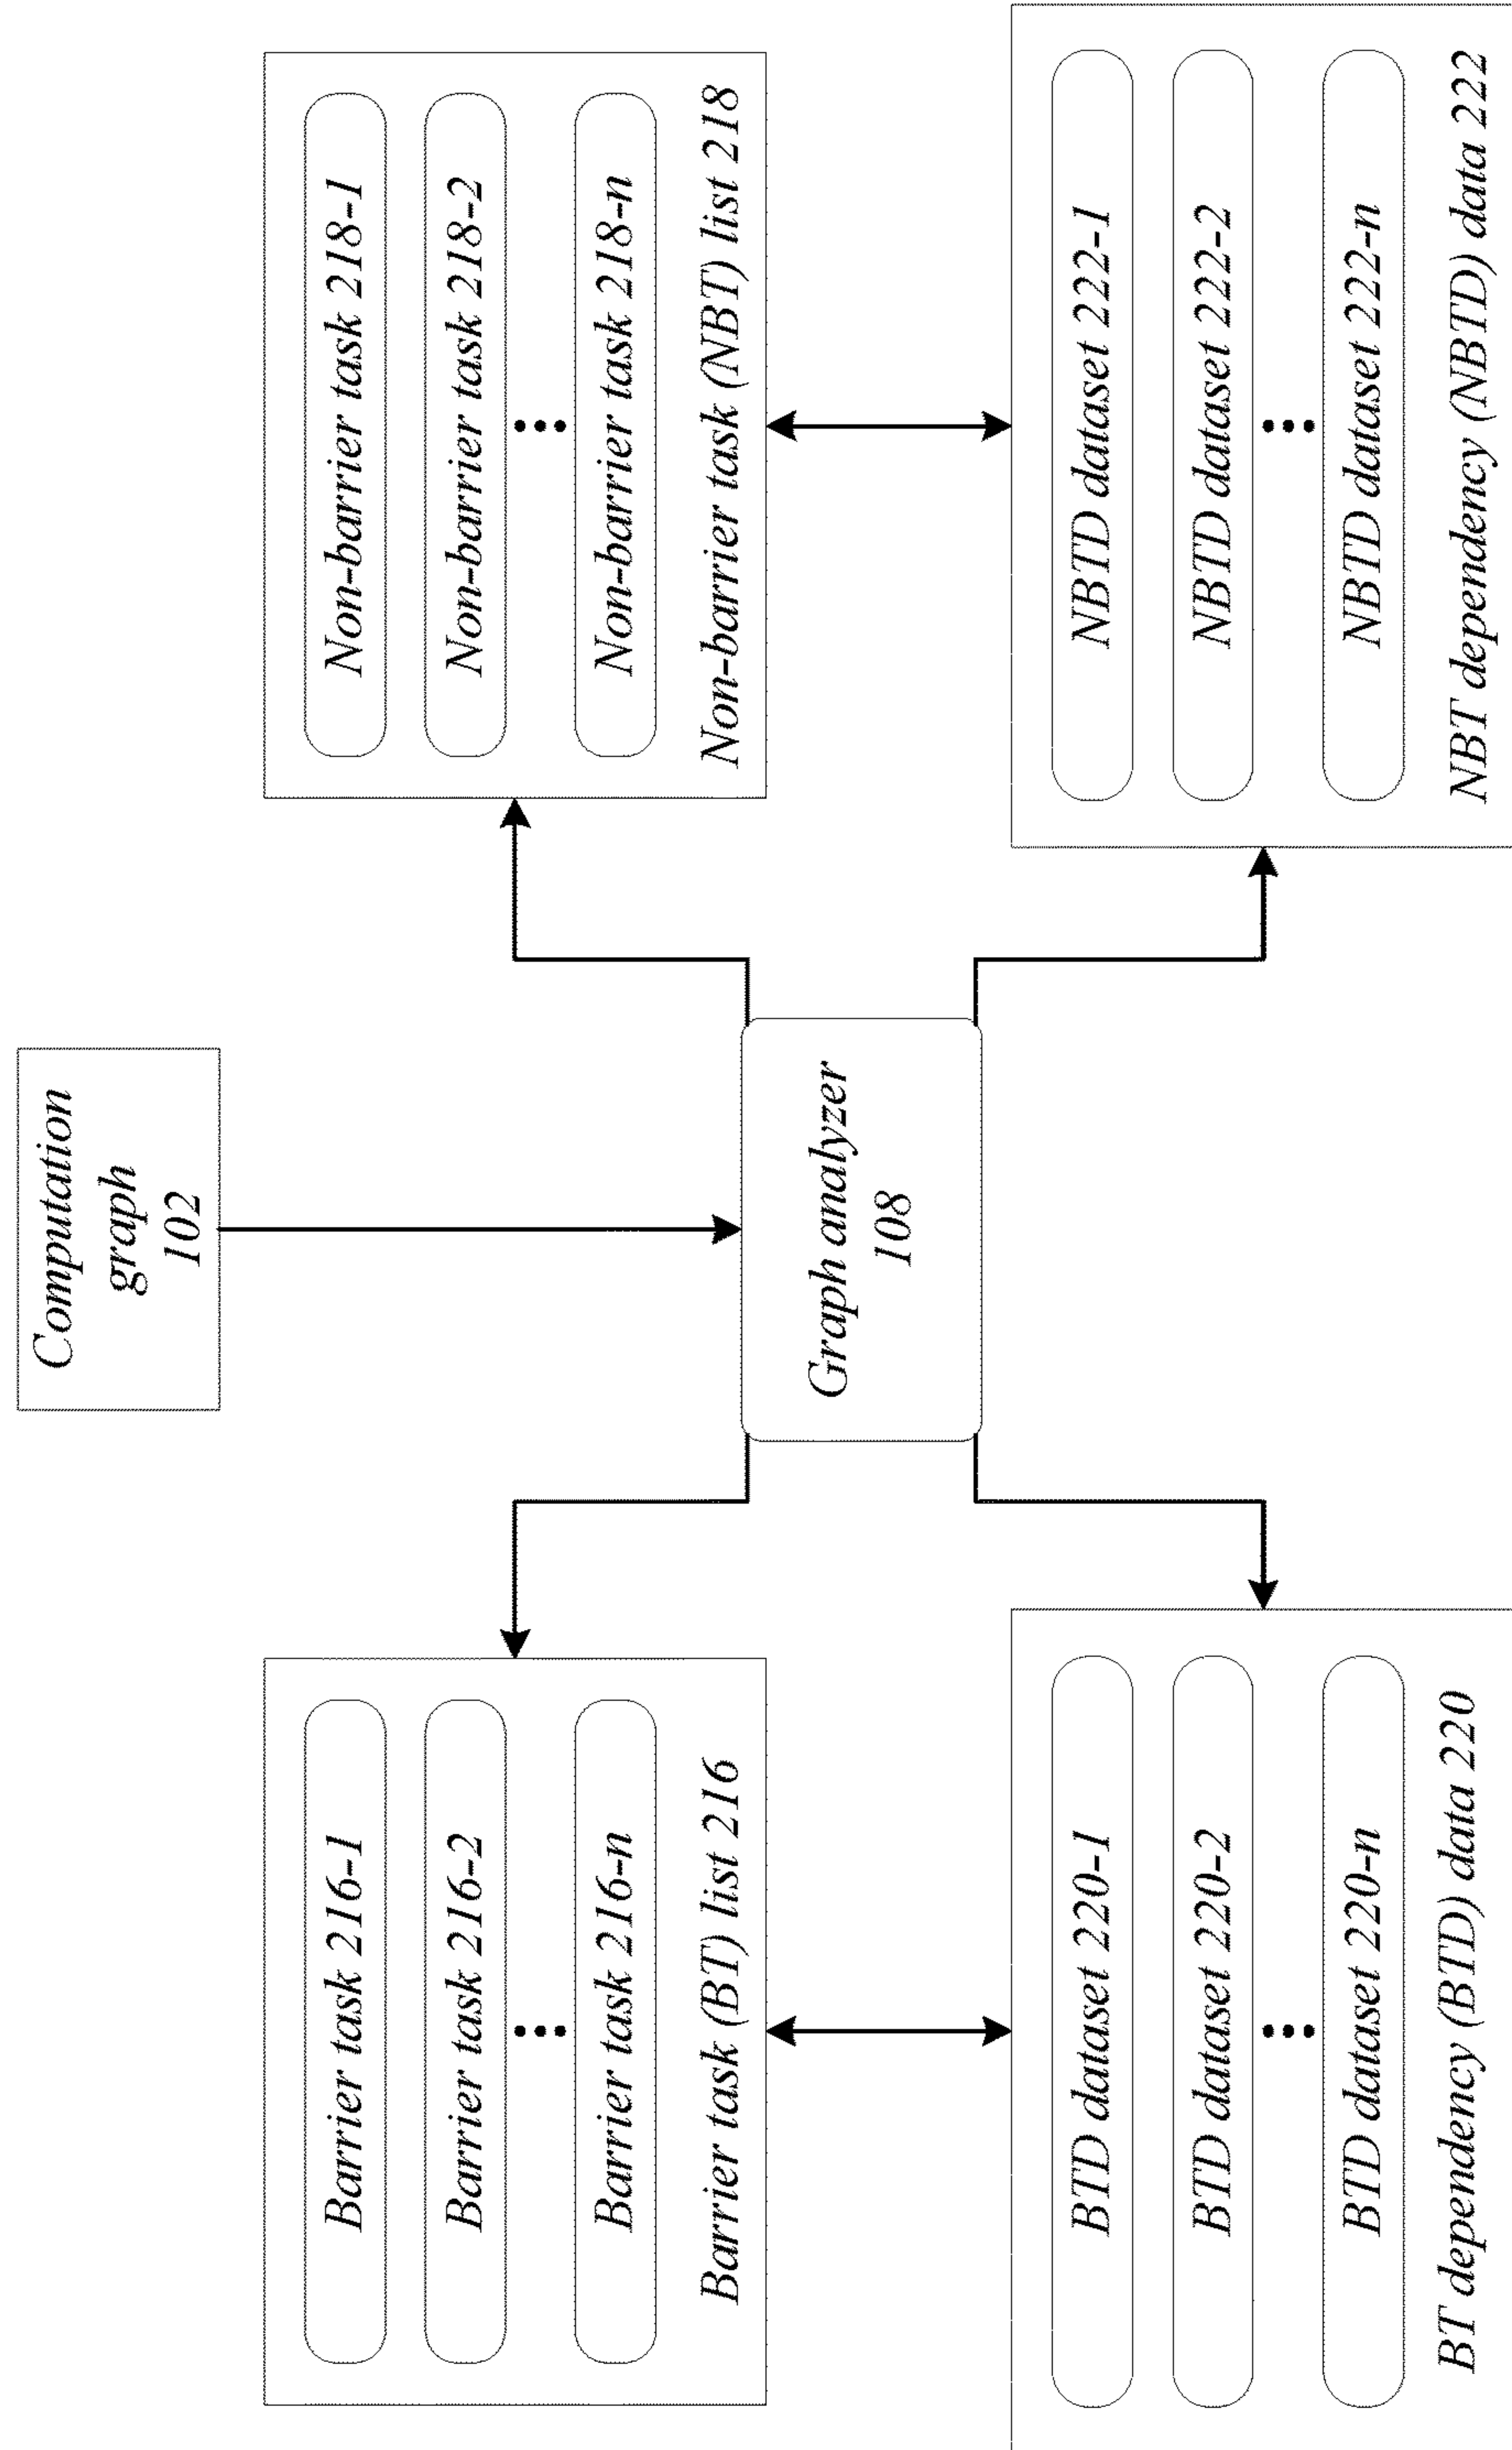 Computation
graph
102
Barrier task 216-1
Barrier task 216-2
Barrier task 216-n
Barrier task (BT) list 216
Non-barrier task 218-1
Non-barrier task 218-2
Non-barrier task 218-n
Non-barrier task (NBT) list 218
Graph analyzer
108
BTD dataset 220-1
BTD dataset 220-2
BTD dataset 220-n
BT dependency (BTD) data 220
NBTD dataset 222-1
NBTD dataset 222-2
NBTD dataset 222-n
NBT dependency (NBTD) data 222